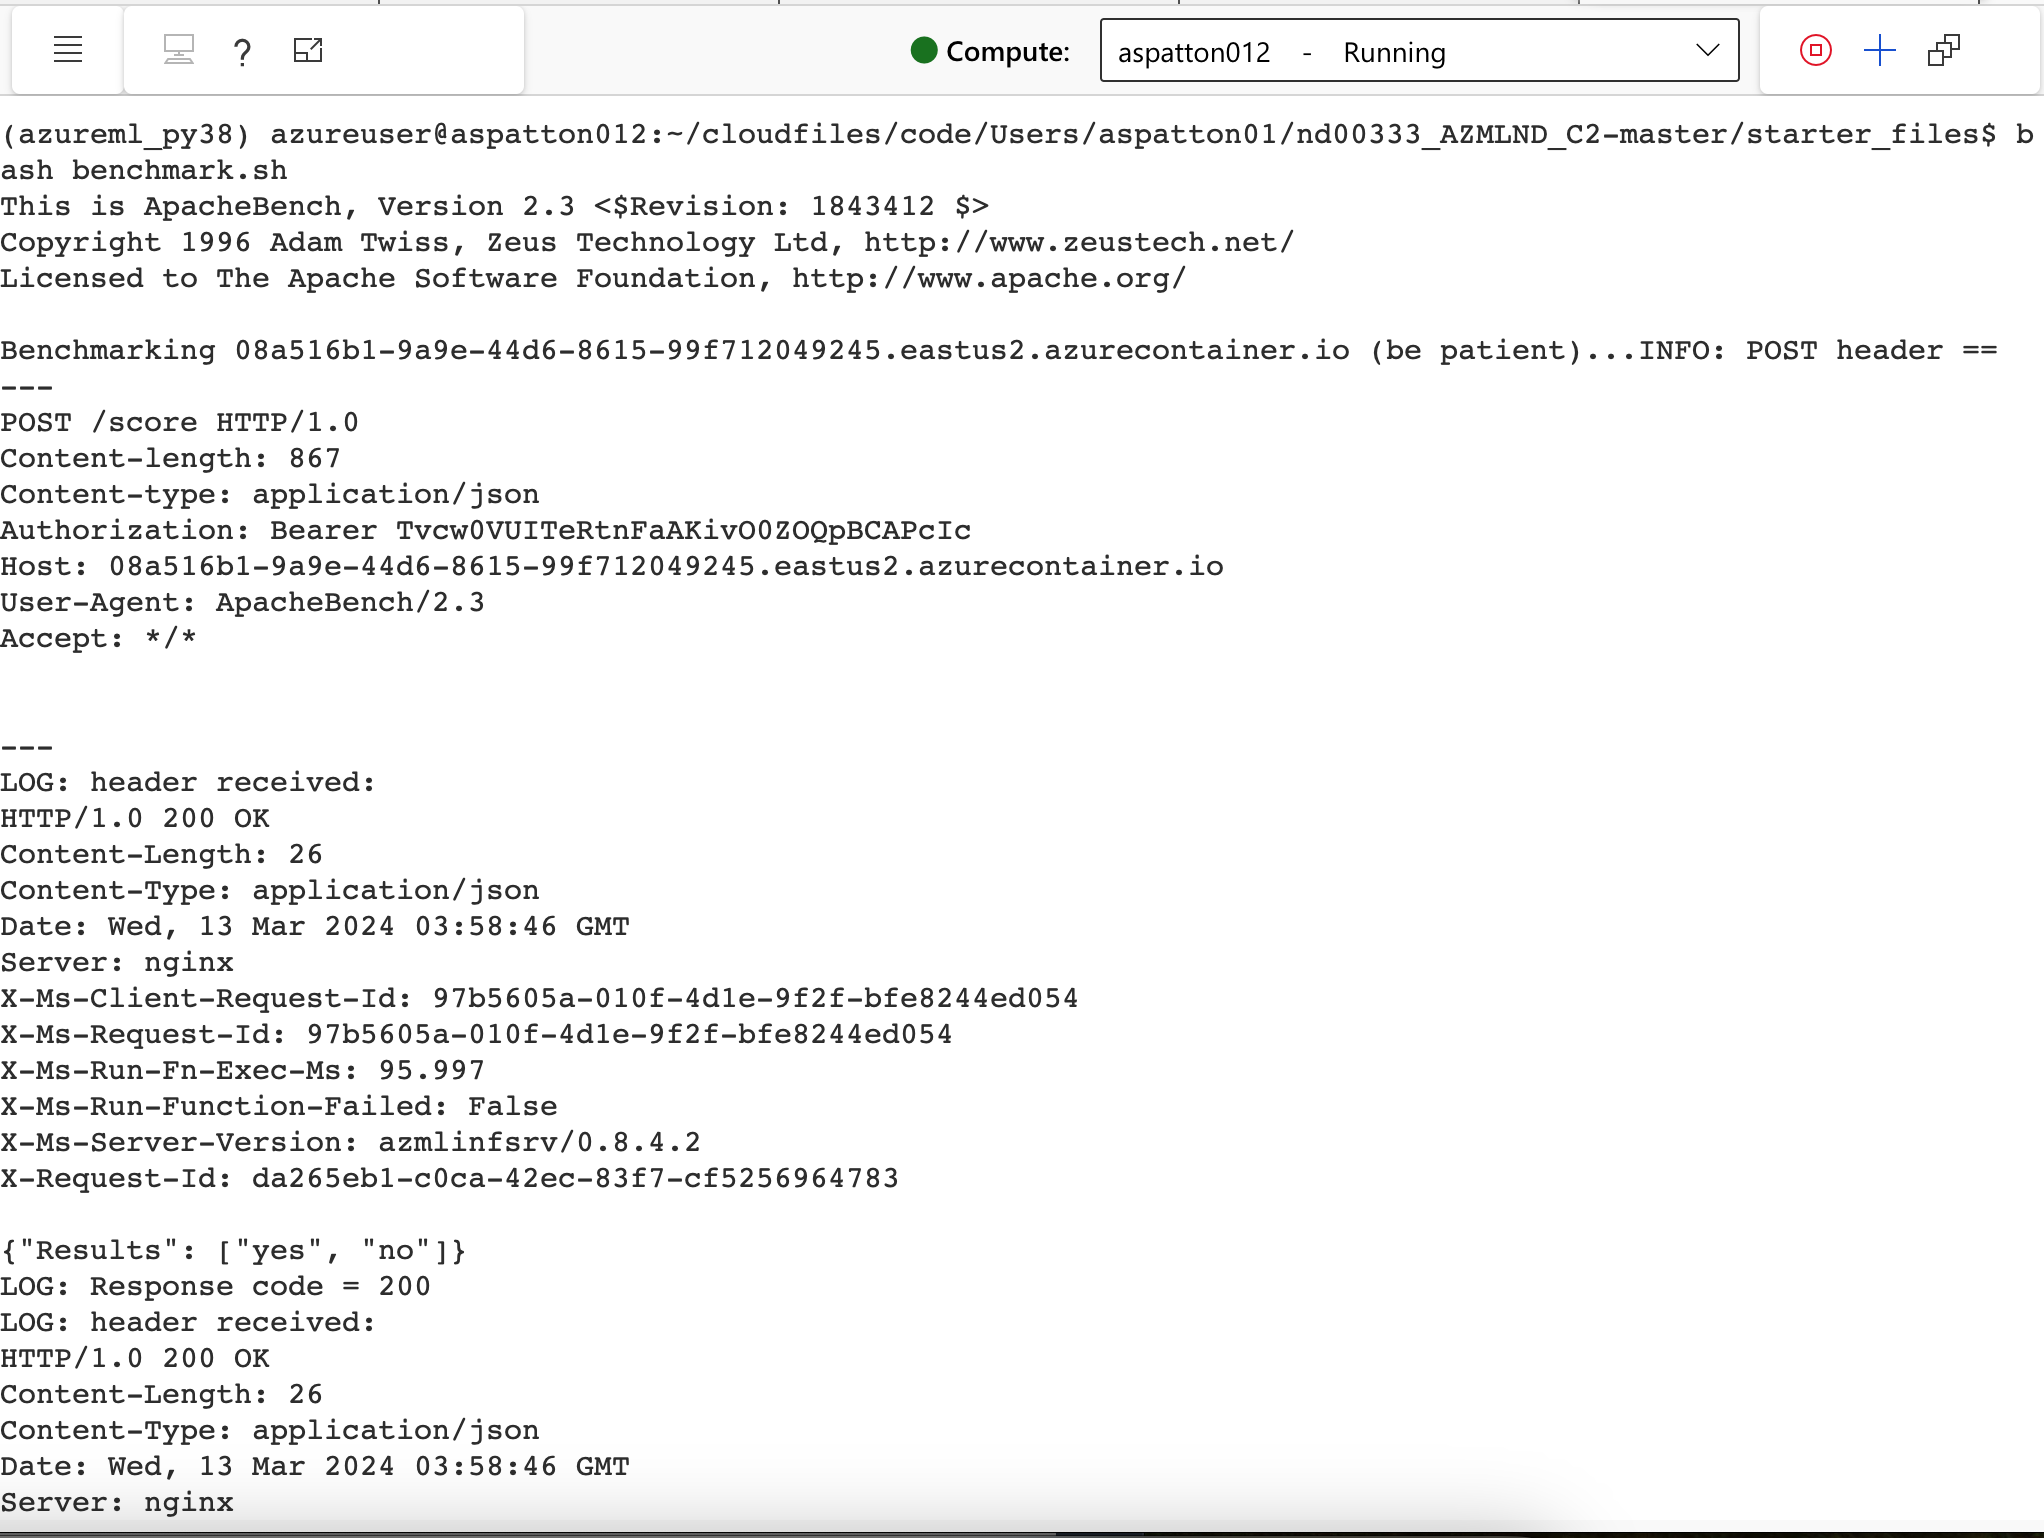 Compute: aspatton012 - Running
(azureml_py38) azureuser@aspatton012:~/cloudfiles/code/Users/aspatton01/nd00333_AZMLND_C2-master/starter_files$ b
ash benchmark.sh
This is ApacheBench, Version 2.3 <$Revision: 1843412 $>
Copyright 1996 Adam Twiss, Zeus Technology Ltd, http://www.zeustech.net/
Licensed to The Apache Software Foundation, http://www.apache.org/

Benchmarking 08a516b1-9a9e-44d6-8615-99f712049245.eastus2.azurecontainer.io (be patient)...INFO: POST header ==
---
POST /score HTTP/1.0
Content-length: 867
Content-type: application/json
Authorization: Bearer Tvcw0VUITeRtnFaAKivO0ZOQpBCAPcIc
Host: 08a516b1-9a9e-44d6-8615-99f712049245.eastus2.azurecontainer.io
User-Agent: ApacheBench/2.3
Accept: */*

---
LOG: header received:
HTTP/1.0 200 OK
Content-Length: 26
Content-Type: application/json
Date: Wed, 13 Mar 2024 03:58:46 GMT
Server: nginx
X-Ms-Client-Request-Id: 97b5605a-010f-4d1e-9f2f-bfe8244ed054
X-Ms-Request-Id: 97b5605a-010f-4d1e-9f2f-bfe8244ed054
X-Ms-Run-Fn-Exec-Ms: 95.997
X-Ms-Run-Function-Failed: False
X-Ms-Server-Version: azmlinfsrv/0.8.4.2
X-Request-Id: da265eb1-c0ca-42ec-83f7-cf5256964783

{"Results": ["yes", "no"]}
LOG: Response code = 200
LOG: header received:
HTTP/1.0 200 OK
Content-Length: 26
Content-Type: application/json
Date: Wed, 13 Mar 2024 03:58:46 GMT
Server: nginx